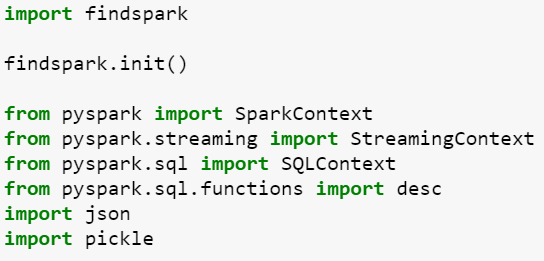 import findspark
findspark.init()
from pyspark import SparkContext
from pyspark.streaming import StreamingContext
from pyspark.sql import SQLContext
from pyspark.sql.functions import desc
import json
import pickle